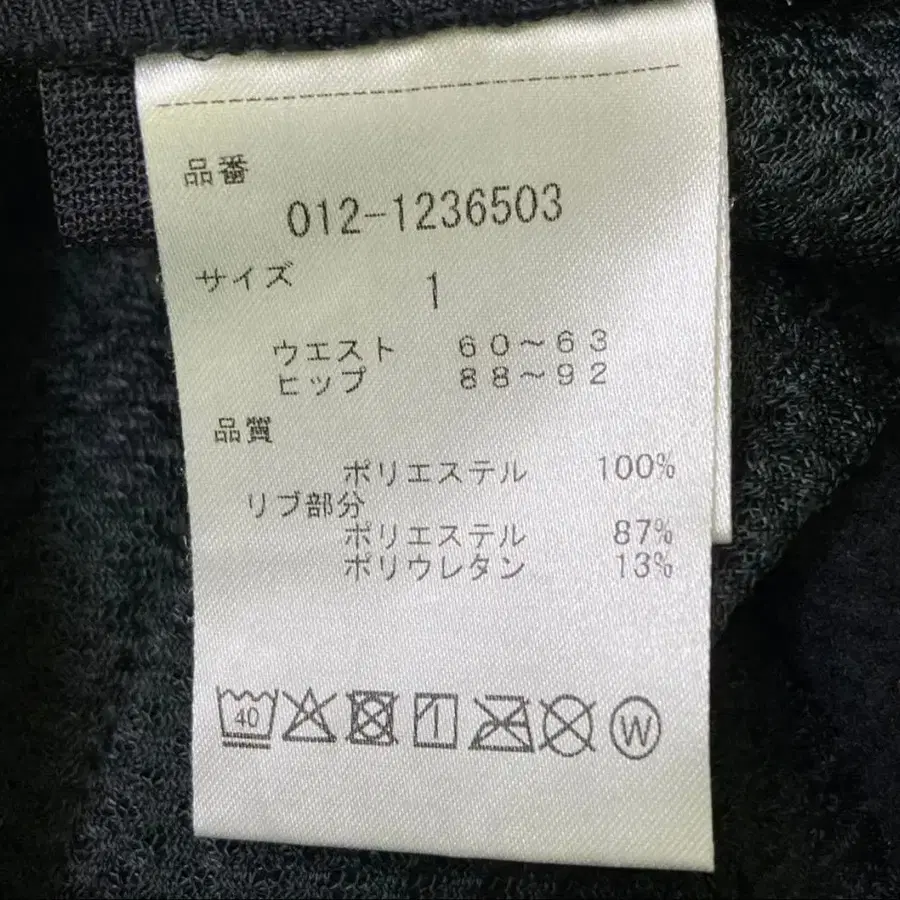 品番
012-1236503
サイズ 1
ウエスト 60~63
ヒップ 88~92
品質
ポリエステル 100%
リブ部分
ポリエステル 87%
ポリウレタン 13%
40 W